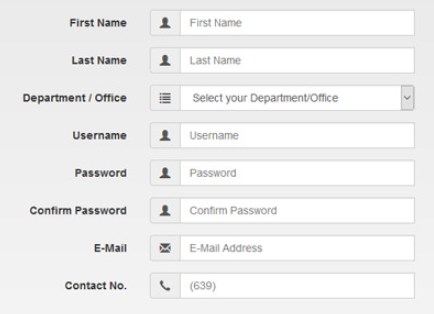 First Name First Name
Last Name Last Name
Department / Office Select your Department/Office
Username Username
Password Password
Confirm Password Confirm Password
E-Mail E-Mail Address
Contact No. (639)